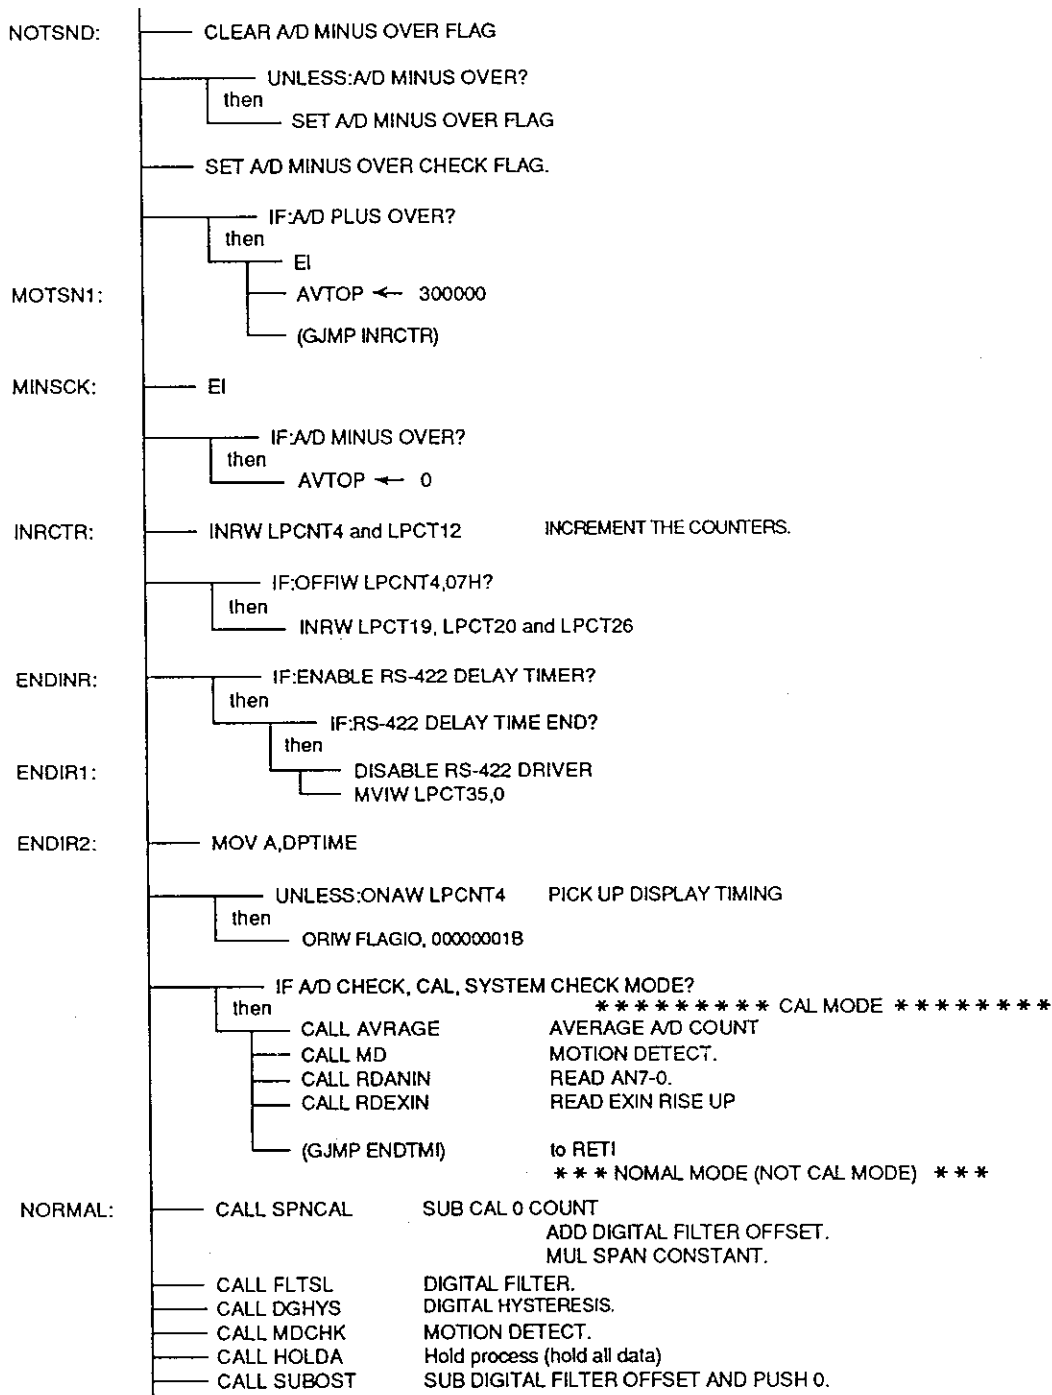 NOTSND: CLEAR A/D MINUS OVER FLAG
UNLESS:A/D MINUS OVER?
then
SET A/D MINUS OVER FLAG
SET A/D MINUS OVER CHECK FLAG.
IF:A/D PLUS OVER?
then
EI
MOTSN1: AVTOP ← 300000
(GJMP INRCTR)
MINSCK: EI
IF:A/D MINUS OVER?
then
AVTOP ← 0
INRCTR: INRW LPCNT4 and LPCT12 INCREMENT THE COUNTERS.
IF:OFFIW LPCNT4,07H?
then
INRW LPCT19, LPCT20 and LPCT26
ENDINR: IF:ENABLE RS-422 DELAY TIMER?
then
IF:RS-422 DELAY TIME END?
then
ENDIR1: DISABLE RS-422 DRIVER
MVIW LPCT35,0
ENDIR2: MOV A,DPTIME
UNLESS:ONAW LPCNT4 PICK UP DISPLAY TIMING
then
ORIW FLAGIO, 00000001B
IF A/D CHECK, CAL, SYSTEM CHECK MODE?
then ********* CAL MODE ********
CALL AVRAGE AVERAGE A/D COUNT
CALL MD MOTION DETECT.
CALL RDANIN READ AN7-0.
CALL RDEXIN READ EXIN RISE UP
(GJMP ENDTMI) to RETI
*** NOMAL MODE (NOT CAL MODE) ***
NORMAL: CALL SPNCAL SUB CAL 0 COUNT
ADD DIGITAL FILTER OFFSET.
MUL SPAN CONSTANT.
CALL FLTSL DIGITAL FILTER.
CALL DGHYS DIGITAL HYSTERESIS.
CALL MDCHK MOTION DETECT.
CALL HOLDA Hold process (hold all data)
CALL SUBOST SUB DIGITAL FILTER OFFSET AND PUSH 0.